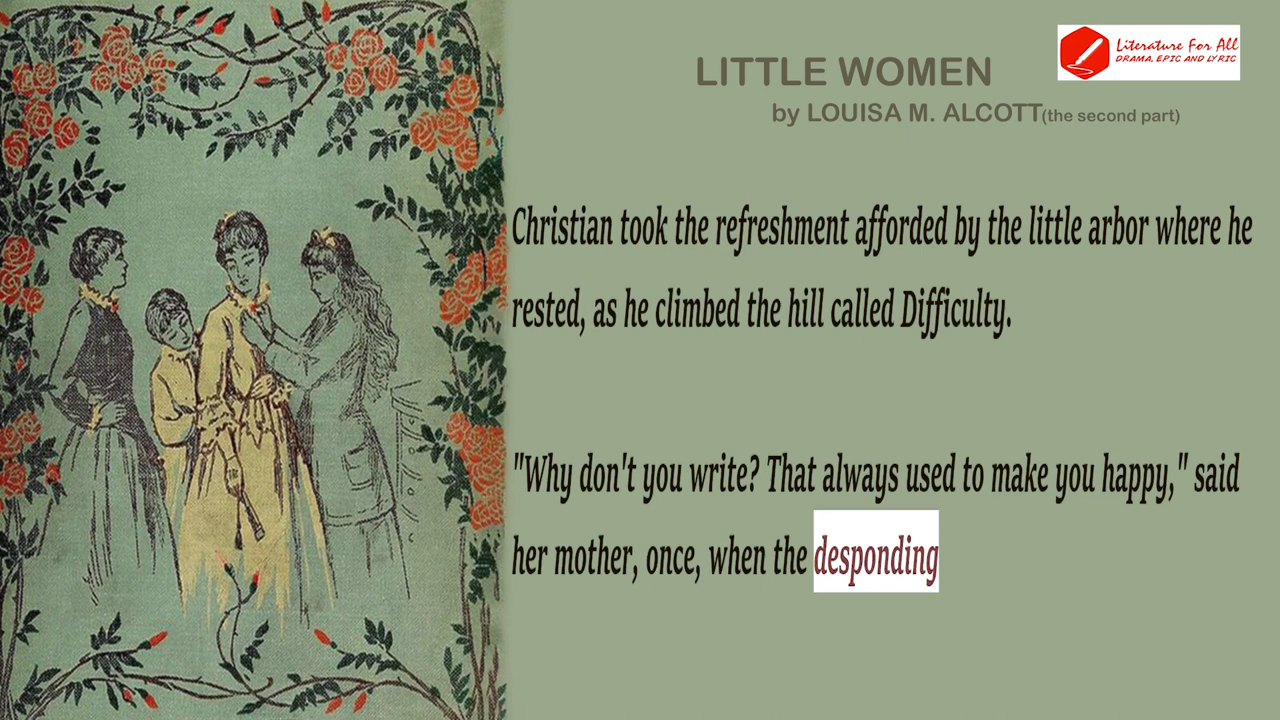 LITTLE WOMEN
by LOUISA M. ALCOTT(the second part)
Literature For All
DRAMA, EPIC AND LYRIC
Christian took the refreshment afforded by the little arbor where he
rested, as he climbed the hill called Difficulty.
"Why don't you write? That always used to make you happy," said
her mother, once, when the desponding